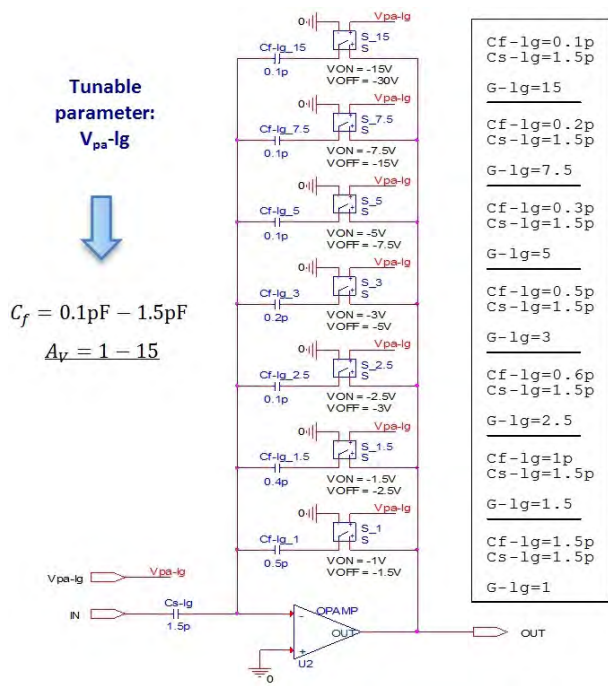 Tunable
parameter:
Vpa-lg
Cf = 0.1pF − 1.5pF
AV = 1 − 15
0
Vpa-lg
Cf-lg_15
0.1p
S_15
S
VON = -15V
VOFF = -30V
0
Vpa-lg
Cf-lg_7.5
0.1p
S_7.5
S
VON = -7.5V
VOFF = -15V
0
Vpa-lg
Cf-lg_5
0.1p
S_5
S
VON = -5V
VOFF = -7.5V
0
Vpa-lg
Cf-lg_3
0.2p
S_3
S
VON = -3V
VOFF = -5V
0
Vpa-lg
Cf-lg_2.5
0.1p
S_2.5
S
VON = -2.5V
VOFF = -3V
0
Vpa-lg
Cf-lg_1.5
0.4p
S_1.5
S
VON = -1.5V
VOFF = -2.5V
0
Vpa-lg
Cf-lg_1
0.5p
S_1
S
VON = -1V
VOFF = -1.5V
Vpa-lg
Vpa-lg
IN
Cs-lg
1.5p
OPAMP
-
+
OUT
U2
0
OUT
Cf-lg=0.1p
Cs-lg=1.5p
G-lg=15
Cf-lg=0.2p
Cs-lg=1.5p
G-lg=7.5
Cf-lg=0.3p
Cs-lg=1.5p
G-lg=5
Cf-lg=0.5p
Cs-lg=1.5p
G-lg=3
Cf-lg=0.6p
Cs-lg=1.5p
G-lg=2.5
Cf-lg=1p
Cs-lg=1.5p
G-lg=1.5
Cf-lg=1.5p
Cs-lg=1.5p
G-lg=1